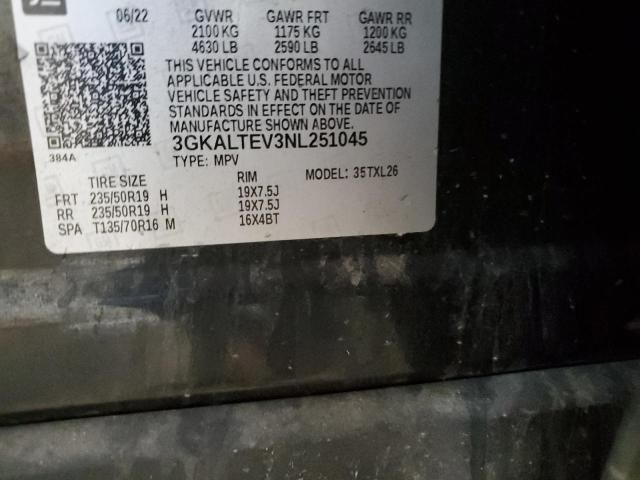 06/22 GVWR GAWR FRT GAWR RR
2100 KG 1175 KG 1200 KG
4630 LB 2590 LB 2645 LB
THIS VEHICLE CONFORMS TO ALL
APPLICABLE U.S. FEDERAL MOTOR
VEHICLE SAFETY AND THEFT PREVENTION
STANDARDS IN EFFECT ON THE DATE OF
MANUFACTURE SHOWN ABOVE.
384A
3GKALTEV3NL251045
TYPE: MPV MODEL: 35TXL26
TIRE SIZE RIM
FRT 235/50R19 H 19X7.5J
RR 235/50R19 H 19X7.5J
SPA T135/70R16 M 16X4BT